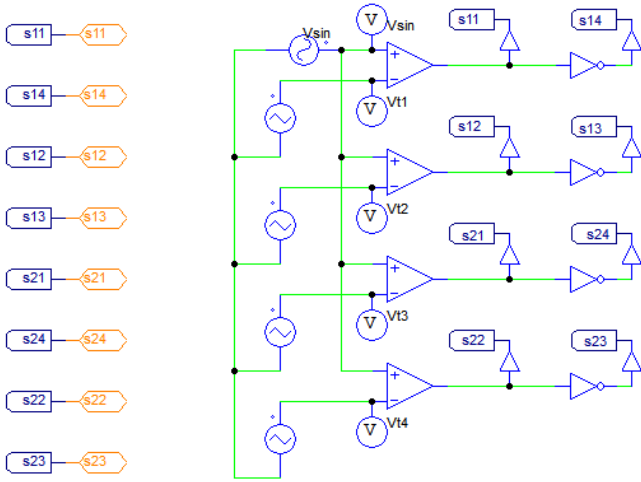 s11 s11
s14 s14
s12 s12
s13 s13
s21 s21
s24 s24
s22 s22
s23 s23
Vsin
V Vsin
V Vt1
V Vt2
V Vt3
V Vt4
s11 s14
s12 s13
s21 s24
s22 s23